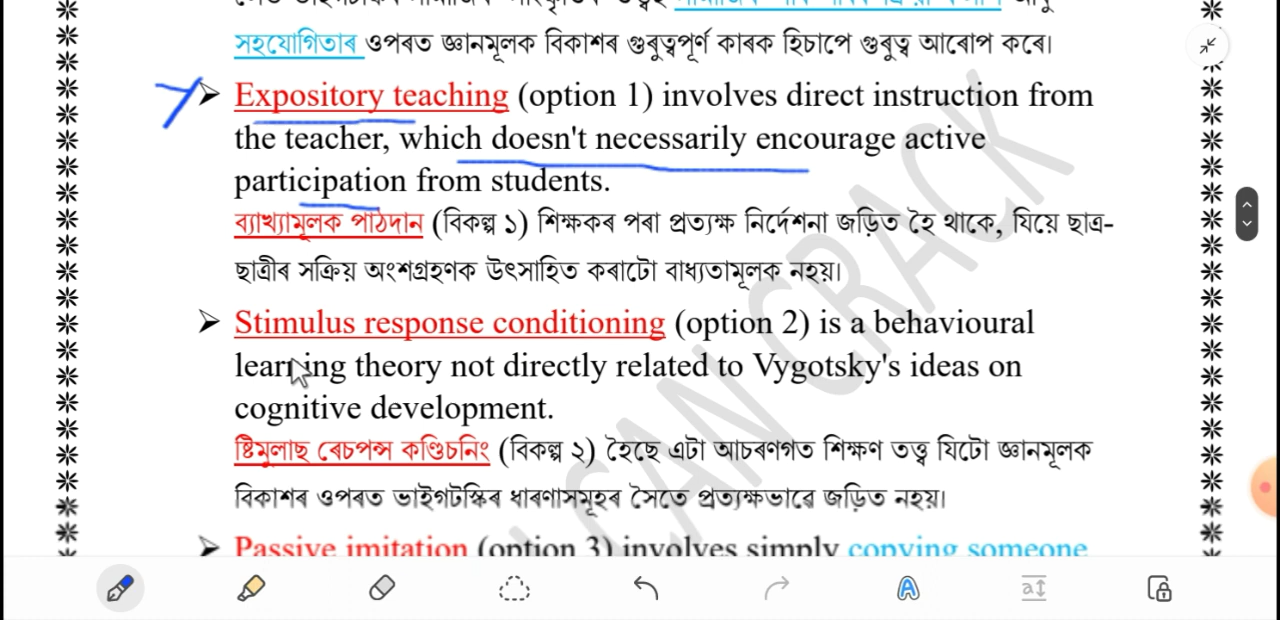 সহযোগিতাৰ ওপৰত জ্ঞানমূলক বিকাশৰ গুৰুত্বপূৰ্ণ কাৰক হিচাপে গুৰুত্ব আৰোপ কৰে।
➢ Expository teaching (option 1) involves direct instruction from
the teacher, which doesn't necessarily encourage active
participation from students.
ব্যাখ্যামূলক পাঠদান (বিকল্প ১) শিক্ষকৰ পৰা প্ৰত্যক্ষ নিৰ্দেশনা জড়িত হৈ থাকে, যিয়ে ছাত্ৰ-
ছাত্ৰীৰ সক্ৰিয় অংশগ্ৰহণক উৎসাহিত কৰাটো বাধ্যতামূলক নহয়।
➢ Stimulus response conditioning (option 2) is a behavioural
learning theory not directly related to Vygotsky's ideas on
cognitive development.
ষ্টিমুলাছ ৰেচপন্স কণ্ডিচনিং (বিকল্প ২) হৈছে এটা আচৰণগত শিক্ষণ তত্ত্ব যিটো জ্ঞানমূলক
বিকাশৰ ওপৰত ভাইগটস্কিৰ ধাৰণাসমূহৰ সৈতে প্ৰত্যক্ষভাৱে জড়িত নহয়।
➢ Passive imitation (option 3) involves simply copying someone
CAN CRACK